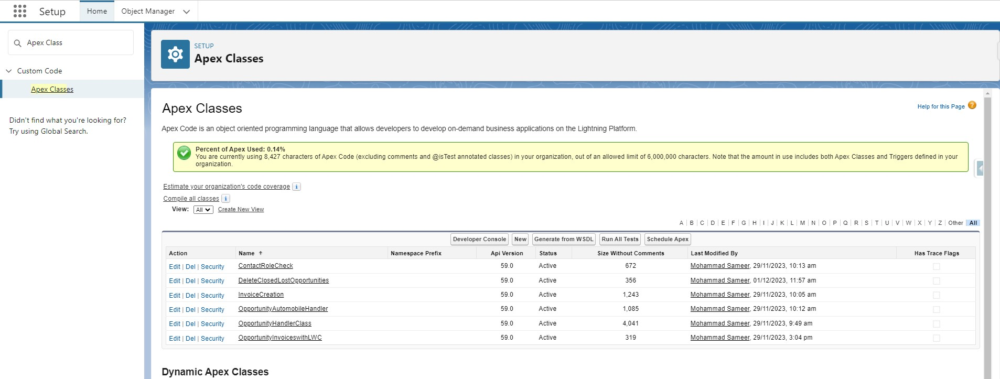 Setup Home Object Manager
Apex Class
Custom Code
Apex Classes
Didn't find what you're looking for?
Try using Global Search.
SETUP
Apex Classes
Apex Classes
Help for this Page ?
Apex Code is an object oriented programming language that allows developers to develop on-demand business applications on the Lightning Platform.
Percent of Apex Used: 0.14%
You are currently using 8,427 characters of Apex Code (excluding comments and @isTest annotated classes) in your organization, out of an allowed limit of 6,000,000 characters. Note that the amount in use includes both Apex Classes and Triggers defined in your
organization.
Estimate your organization's code coverage i
Compile all classes i
View: All Create New View
A | B | C | D | E | F | G | H | I | J | K | L | M | N | O | P | Q | R | S | T | U | V | W | X | Y | Z | Other | All
Developer Console New Generate from WSDL Run All Tests Schedule Apex
Action Name ↑ Namespace Prefix Api Version Status Size Without Comments Last Modified By Has Trace Flags
Edit | Del | Security ContactRoleCheck 59.0 Active 672 Mohammad Sameer, 29/11/2023, 10:13 am
Edit | Del | Security DeleteClosedLostOpportunities 59.0 Active 356 Mohammad Sameer, 01/12/2023, 11:57 am
Edit | Del | Security InvoiceCreation 59.0 Active 1,243 Mohammad Sameer, 29/11/2023, 10:05 am
Edit | Del | Security OpportunityAutomobileHandler 59.0 Active 1,085 Mohammad Sameer, 29/11/2023, 10:12 am
Edit | Del | Security OpportunityHandlerClass 59.0 Active 4,041 Mohammad Sameer, 29/11/2023, 9:49 am
Edit | Del | Security OpportunityInvoiceswithLWC 59.0 Active 319 Mohammad Sameer, 29/11/2023, 3:04 pm
Dynamic Apex Classes